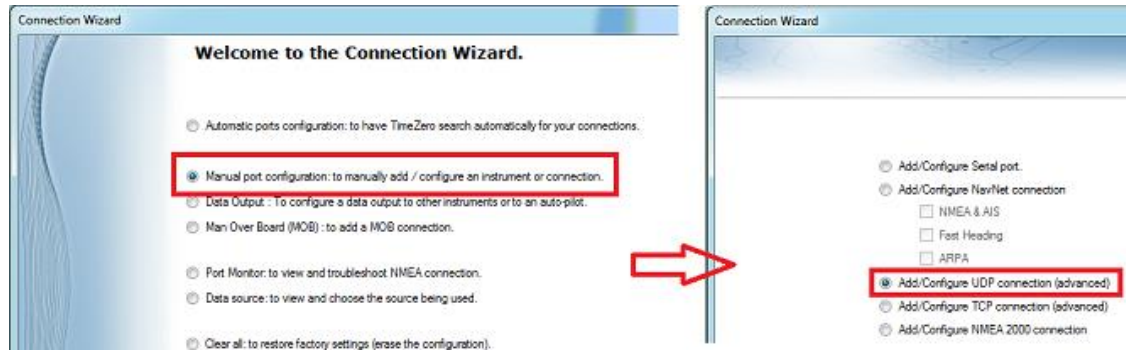 Connection Wizard
Welcome to the Connection Wizard.
Automatic ports configuration: to have TimeZero search automatically for your connections.
Manual port configuration: to manually add / configure an instrument or connection.
Data Output : To configure a data output to other instruments or to an auto-pilot.
Man Over Board (MOB) : to add a MOB connection.
Port Monitor: to view and troubleshoot NMEA connection.
Data source: to view and choose the source being used.
Clear all: to restore factory settings (erase the configuration).
Connection Wizard
Add/Configure Serial port.
Add/Configure NavNet connection
NMEA & AIS
Fast Heading
ARPA
Add/Configure UDP connection (advanced)
Add/Configure TCP connection (advanced)
Add/Configure NMEA 2000 connection